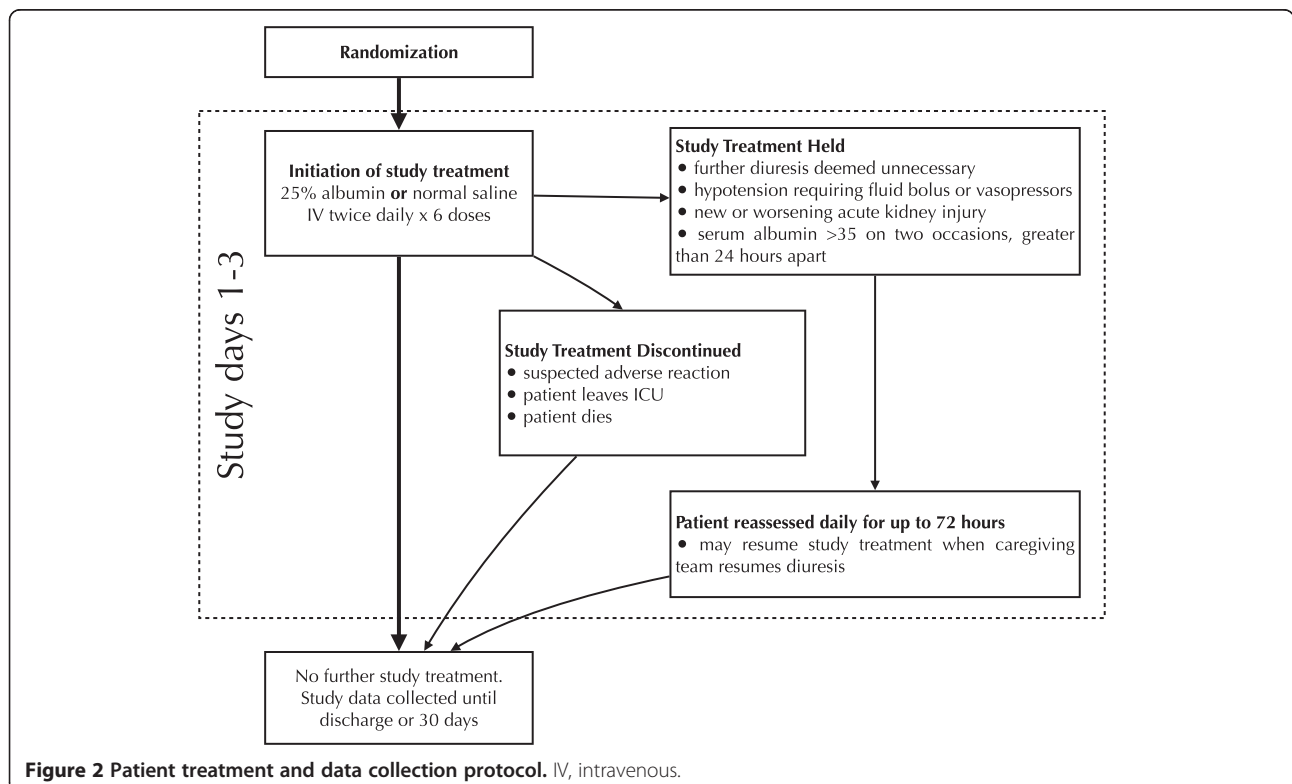 Randomization
Initiation of study treatment
25% albumin or normal saline
IV twice daily x 6 doses
Study Treatment Held
• further diuresis deemed unnecessary
• hypotension requiring fluid bolus or vasopressors
• new or worsening acute kidney injury
• serum albumin >35 on two occasions, greater
than 24 hours apart
Study days 1-3
Study Treatment Discontinued
• suspected adverse reaction
• patient leaves ICU
• patient dies
Patient reassessed daily for up to 72 hours
• may resume study treatment when caregiving
team resumes diuresis
No further study treatment.
Study data collected until
discharge or 30 days
Figure 2 Patient treatment and data collection protocol. IV, intravenous.